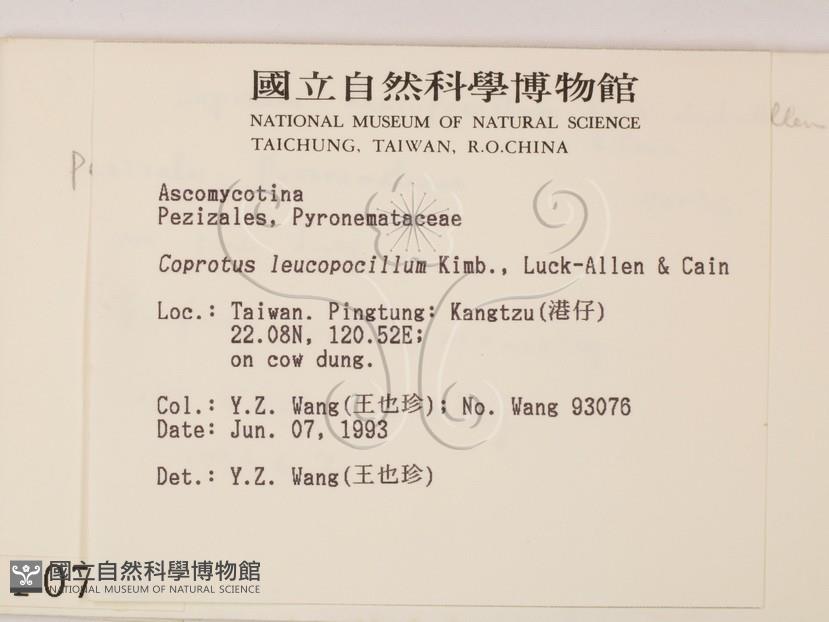 國立自然科學博物館
NATIONAL MUSEUM OF NATURAL SCIENCE
TAICHUNG, TAIWAN, R.O.CHINA
Ascomycotina
Pezizales, Pyronemataceae
Coprotus leucopocillum Kimb., Luck-Allen & Cain
Loc.: Taiwan. Pingtung: Kangtzu(港仔)
22.08N, 120.52E;
on cow dung.
Col.: Y.Z. Wang(王也珍); No. Wang 93076
Date: Jun. 07, 1993
Det.: Y.Z. Wang(王也珍)
國立自然科學博物館
NATIONAL MUSEUM OF NATURAL SCIENCE